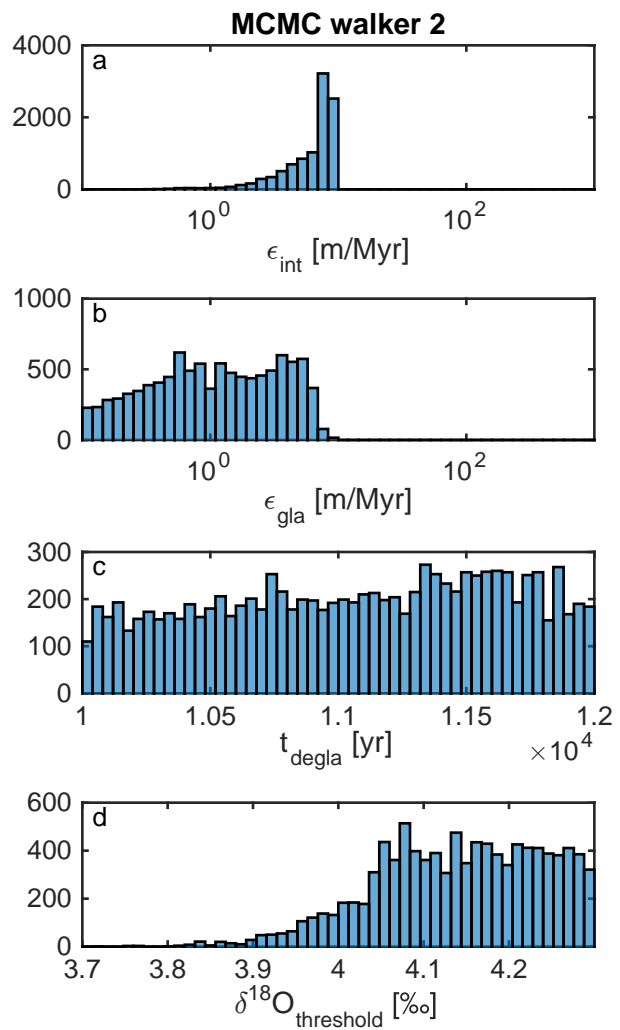 MCMC walker 2
a
4000
2000
0
10^0 10^2
ϵ_int [m/Myr]
b
1000
500
0
10^0 10^2
ϵ_gla [m/Myr]
c
300
200
100
0
1 1.05 1.1 1.15 1.2
t_degla [yr] ×10^4
d
600
400
200
0
3.7 3.8 3.9 4 4.1 4.2
δ^18O_threshold [‰]